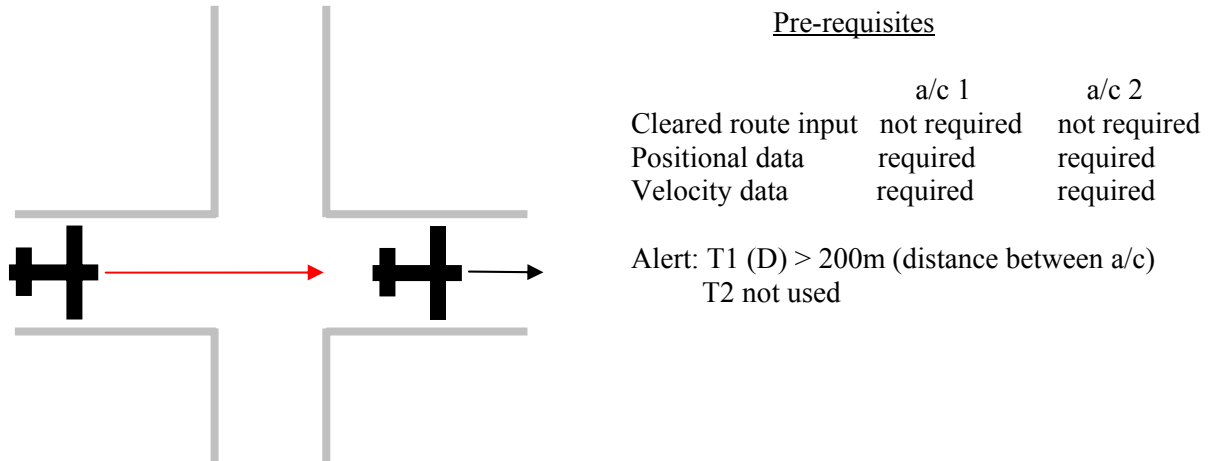 Pre-requisites
a/c 1 a/c 2
Cleared route input not required not required
Positional data required required
Velocity data required required
Alert: T1 (D) > 200m (distance between a/c)
T2 not used